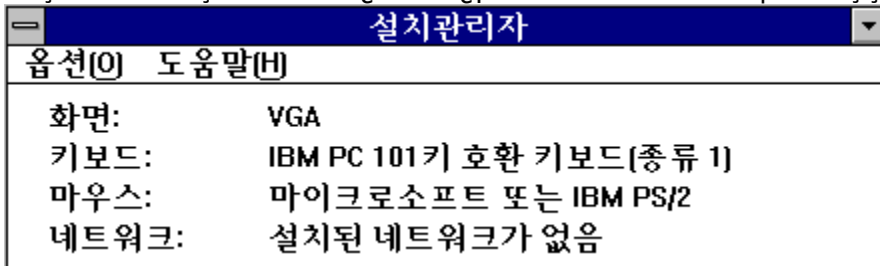 설치관리자
옵션(O) 도움말(H)
화면: VGA
키보드: IBM PC 101키 호환 키보드(종류 1)
마우스: 마이크로소프트 또는 IBM PS/2
네트워크: 설치된 네트워크가 없음